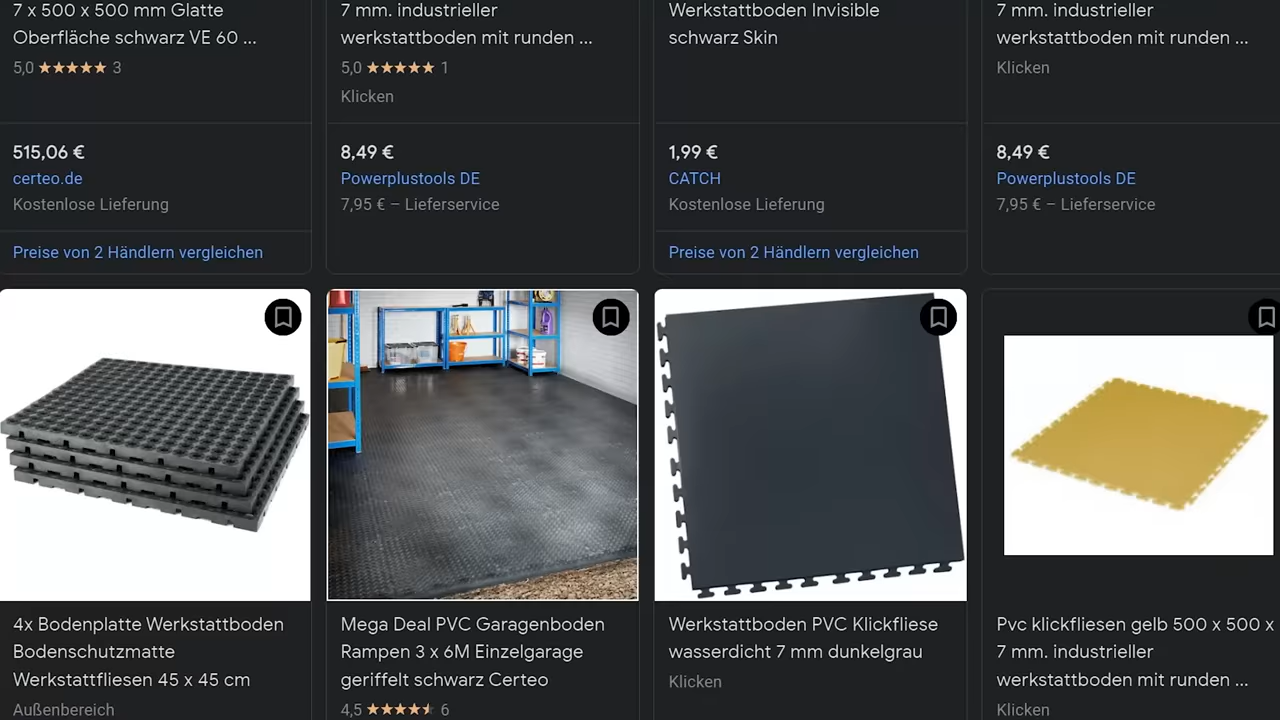 7 x 500 x 500 mm Glatte
Oberfläche schwarz VE 60 ...
5,0 ★★★★★ 3
515,06 €
certeo.de
Kostenlose Lieferung
Preise von 2 Händlern vergleichen
7 mm. industrieller
werkstattboden mit runden ...
5,0 ★★★★★ 1
Klicken
8,49 €
Powerplustools DE
7,95 € – Lieferservice
Werkstattboden Invisible
schwarz Skin
1,99 €
CATCH
Kostenlose Lieferung
Preise von 2 Händlern vergleichen
7 mm. industrieller
werkstattboden mit runden ...
Klicken
8,49 €
Powerplustools DE
7,95 € – Lieferservice
4x Bodenplatte Werkstattboden
Bodenschutzmatte
Werkstattfliesen 45 x 45 cm
Außenbereich
Mega Deal PVC Garagenboden
Rampen 3 x 6M Einzelgarage
geriffelt schwarz Certeo
4,5 ★★★★★ 6
Werkstattboden PVC Klickfliese
wasserdicht 7 mm dunkelgrau
Klicken
Pvc klickfliesen gelb 500 x 500 x
7 mm. industrieller
werkstattboden mit runden ...
Klicken